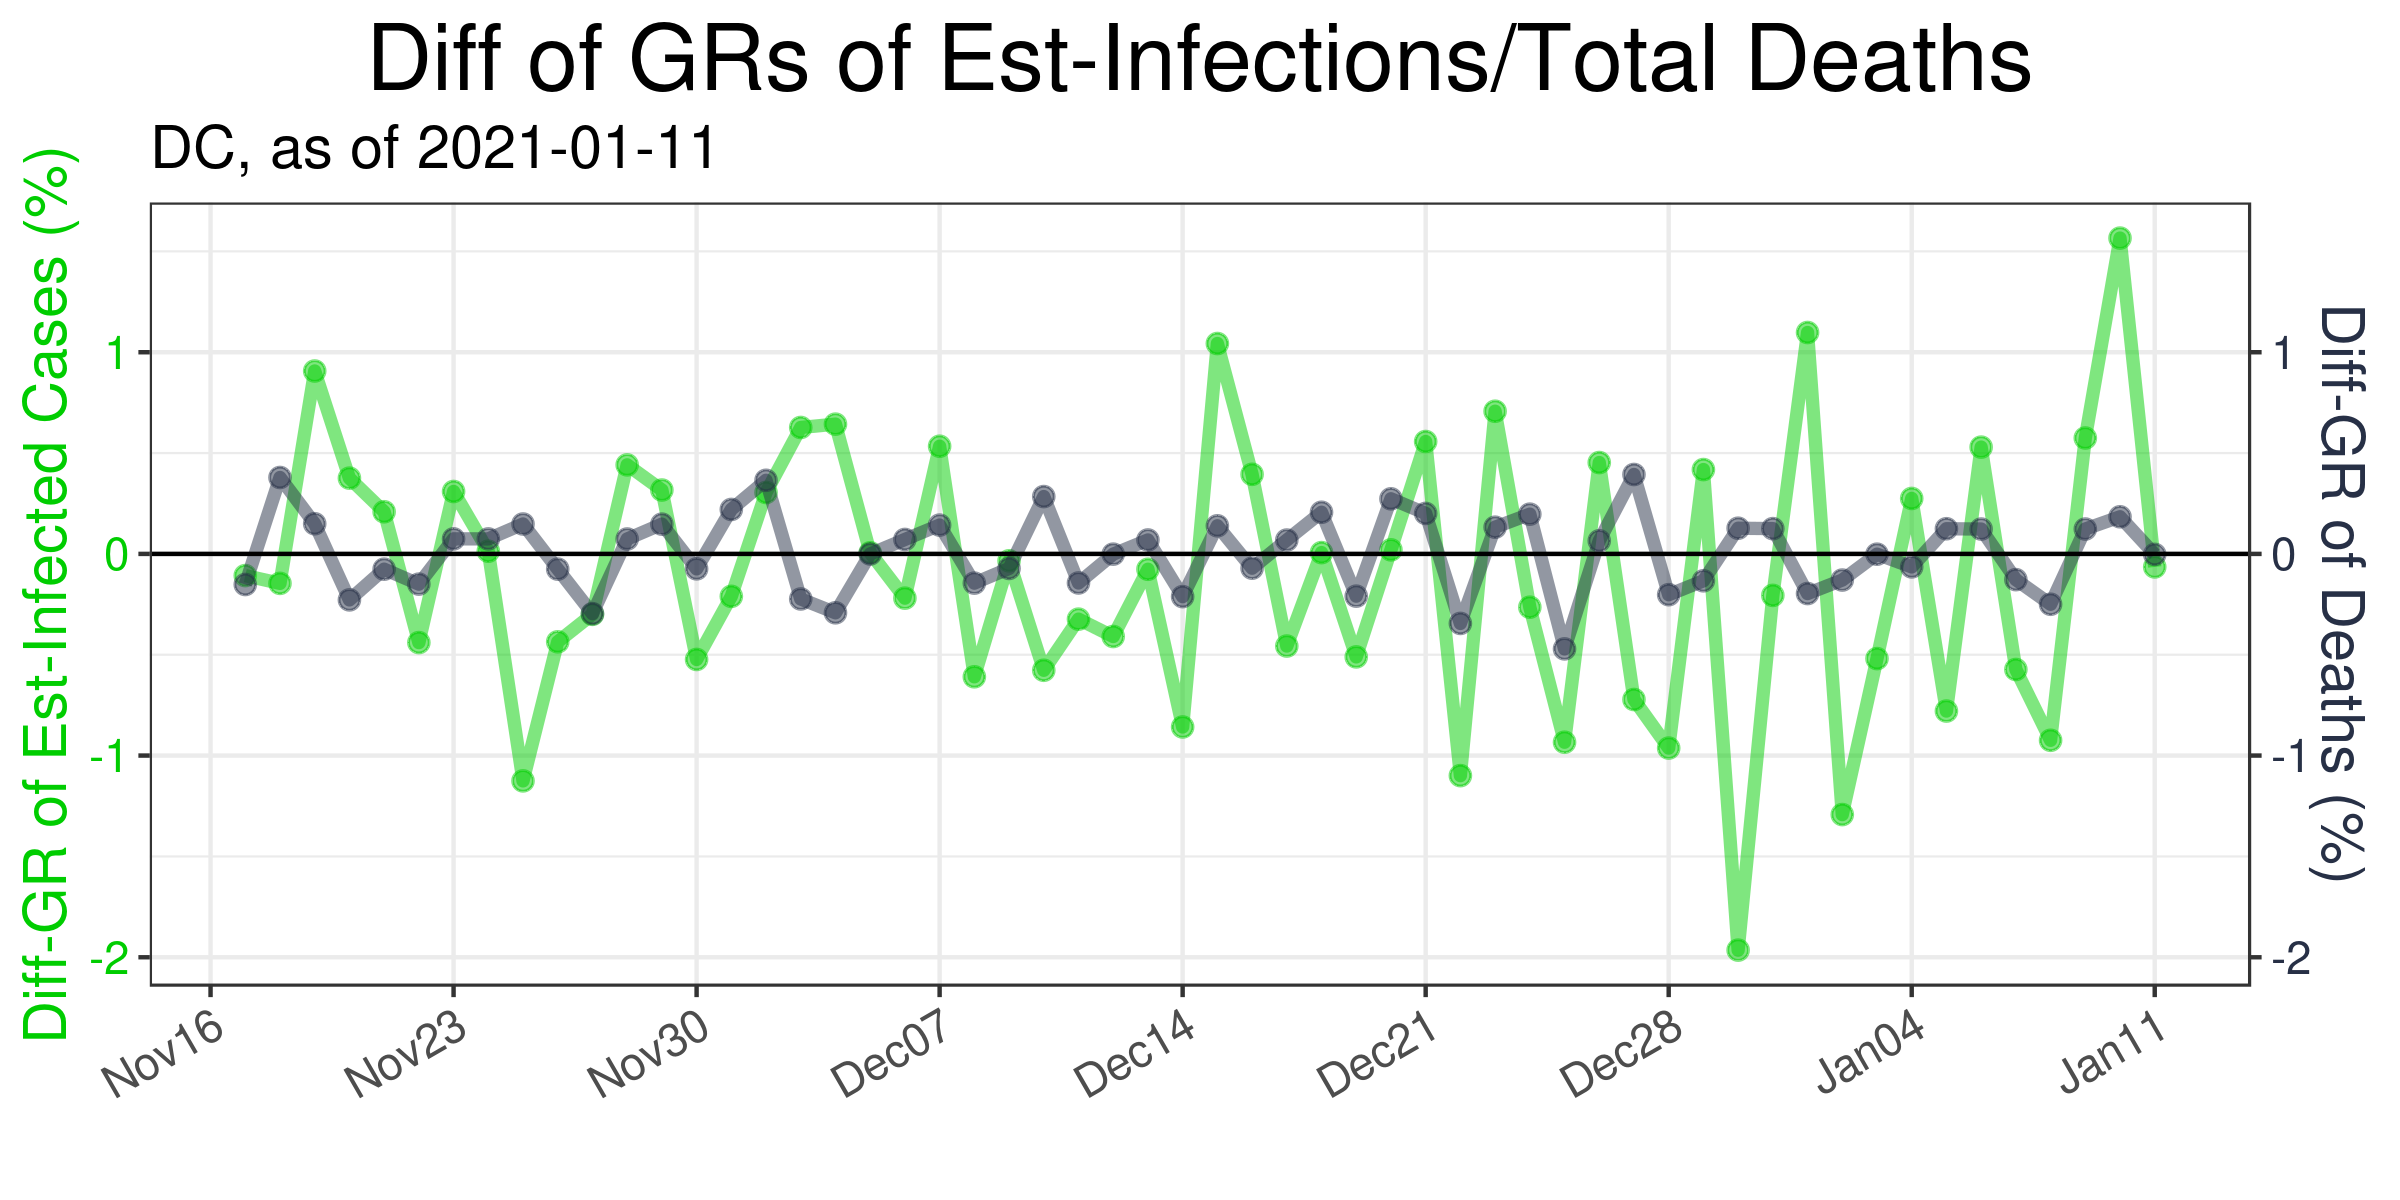 Diff of GRs of Est-Infections/Total Deaths
DC, as of 2021-01-11
Diff-GR of Est-Infected Cases (%)
1
0
-1
-2
1
0
-1
-2
Diff-GR of Deaths (%)
Nov16
Nov23
Nov30
Dec07
Dec14
Dec21
Dec28
Jan04
Jan11